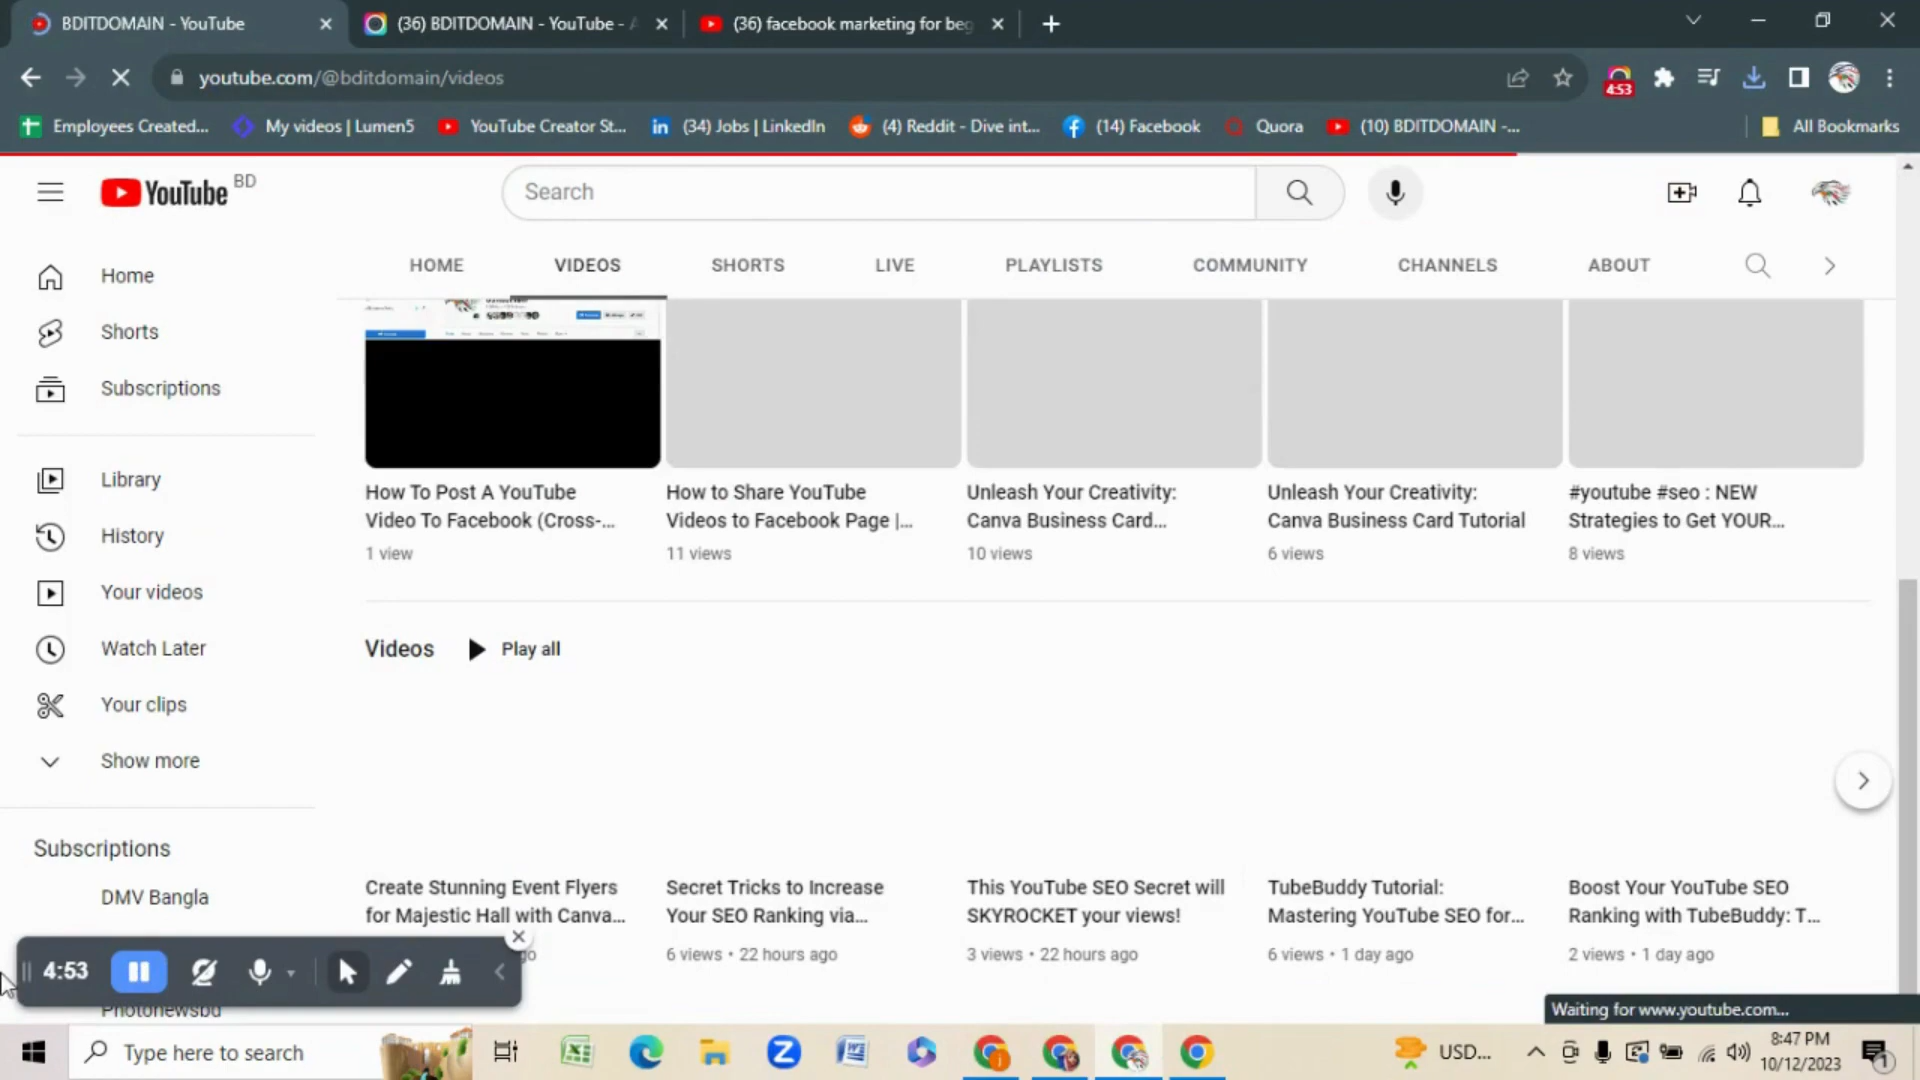 BDITDOMAIN - YouTube
(36) BDITDOMAIN - YouTube -
(36) facebook marketing for beg
youtube.com/@bditdomain/videos
4:53
Employees Created...
My videos | Lumen5
YouTube Creator St...
(34) Jobs | LinkedIn
(4) Reddit - Dive int...
(14) Facebook
Quora
(10) BDITDOMAIN -...
All Bookmarks
YouTube BD
Search
HOME VIDEOS SHORTS LIVE PLAYLISTS COMMUNITY CHANNELS ABOUT
Home
Shorts
Subscriptions
Library
History
Your videos
Watch Later
Your clips
Show more
Subscriptions
DMV Bangla
Photonewsbd
How To Post A YouTube
Video To Facebook (Cross-...
1 view
How to Share YouTube
Videos to Facebook Page |...
11 views
Unleash Your Creativity:
Canva Business Card...
10 views
Unleash Your Creativity:
Canva Business Card Tutorial
6 views
#youtube #seo : NEW
Strategies to Get YOUR...
8 views
Videos
Play all
Create Stunning Event Flyers
for Majestic Hall with Canva...
go
Secret Tricks to Increase
Your SEO Ranking via...
6 views • 22 hours ago
This YouTube SEO Secret will
SKYROCKET your views!
3 views • 22 hours ago
TubeBuddy Tutorial:
Mastering YouTube SEO for...
6 views • 1 day ago
Boost Your YouTube SEO
Ranking with TubeBuddy: T...
2 views • 1 day ago
4:53
Waiting for www.youtube.com...
Type here to search
USD...
8:47 PM
10/12/2023
1